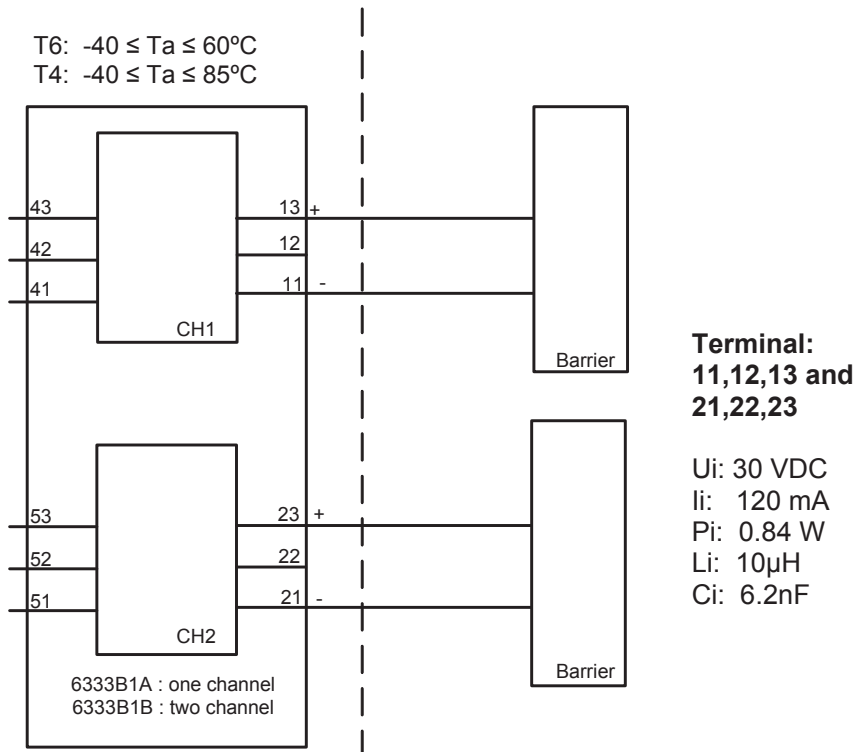 T6: -40 ≤ Ta ≤ 60ºC
T4: -40 ≤ Ta ≤ 85ºC
43
42
41
13 +
12
11 -
CH1
Barrier
53
52
51
23 +
22
21 -
CH2
Barrier
6333B1A : one channel
6333B1B : two channel
Terminal:
11,12,13 and
21,22,23
Ui: 30 VDC
Ii: 120 mA
Pi: 0.84 W
Li: 10µH
Ci: 6.2nF